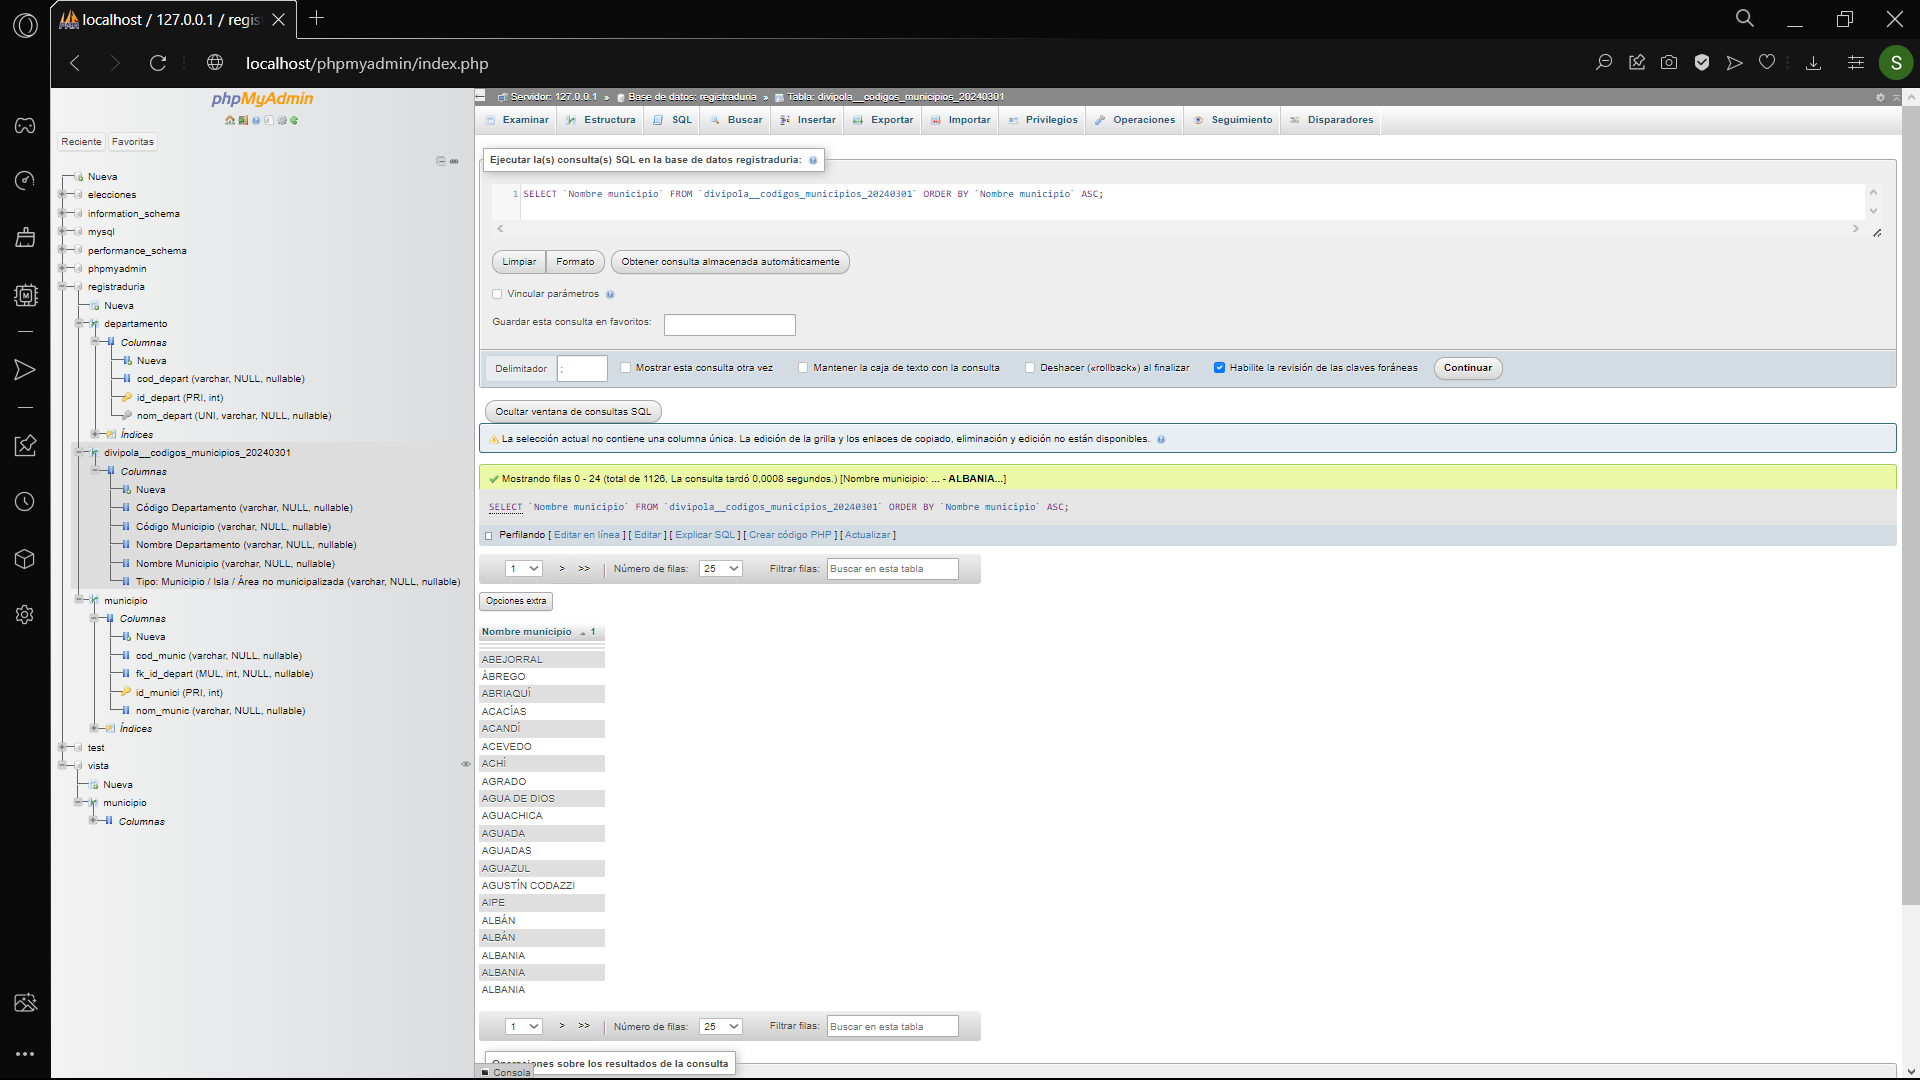 localhost / 127.0.0.1 / regis
localhost/phpmyadmin/index.php
S
phpMyAdmin
Reciente
Favoritas
Nueva
elecciones
information_schema
mysql
performance_schema
phpmyadmin
registraduria
Nueva
departamento
Columnas
Nueva
cod_depart (varchar, NULL, nullable)
id_depart (PRI, int)
nom_depart (UNI, varchar, NULL, nullable)
Índices
divipola__codigos_municipios_20240301
Columnas
Nueva
Código Departamento (varchar, NULL, nullable)
Código Municipio (varchar, NULL, nullable)
Nombre Departamento (varchar, NULL, nullable)
Nombre Municipio (varchar, NULL, nullable)
Tipo: Municipio / Isla / Área no municipalizada (varchar, NULL, nullable)
municipio
Columnas
Nueva
cod_munic (varchar, NULL, nullable)
fk_id_depart (MUL, int, NULL, nullable)
id_munici (PRI, int)
nom_munic (varchar, NULL, nullable)
Índices
test
vista
Nueva
municipio
Columnas
Servidor: 127.0.0.1 » Base de datos: registraduria » Tabla: divipola__codigos_municipios_20240301
Examinar Estructura SQL Buscar Insertar Exportar Importar Privilegios Operaciones Seguimiento Disparadores
Ejecutar la(s) consulta(s) SQL en la base de datos registraduria:
1 SELECT `Nombre municipio` FROM `divipola__codigos_municipios_20240301` ORDER BY `Nombre municipio` ASC;
Limpiar Formato Obtener consulta almacenada automáticamente
Vincular parámetros
Guardar esta consulta en favoritos:
Delimitador ; Mostrar esta consulta otra vez Mantener la caja de texto con la consulta Deshacer («rollback») al finalizar Habilite la revisión de las claves foráneas Continuar
Ocultar ventana de consultas SQL
La selección actual no contiene una columna única. La edición de la grilla y los enlaces de copiado, eliminación y edición no están disponibles.
Mostrando filas 0 - 24 (total de 1126, La consulta tardó 0,0008 segundos.) [Nombre municipio: ... - ALBANIA...]
SELECT `Nombre municipio` FROM `divipola__codigos_municipios_20240301` ORDER BY `Nombre municipio` ASC;
Perfilando [ Editar en línea ] [ Editar ] [ Explicar SQL ] [ Crear código PHP ] [ Actualizar ]
1 > >> | Número de filas: 25 Filtrar filas: Buscar en esta tabla
Opciones extra
Nombre municipio 1
ABEJORRAL
ÁBREGO
ABRIAQUÍ
ACACÍAS
ACANDÍ
ACEVEDO
ACHÍ
AGRADO
AGUA DE DIOS
AGUACHICA
AGUADA
AGUADAS
AGUAZUL
AGUSTÍN CODAZZI
AIPE
ALBÁN
ALBÁN
ALBANIA
ALBANIA
ALBANIA
1 > >> | Número de filas: 25 Filtrar filas: Buscar en esta tabla
Operaciones sobre los resultados de la consulta
Consola